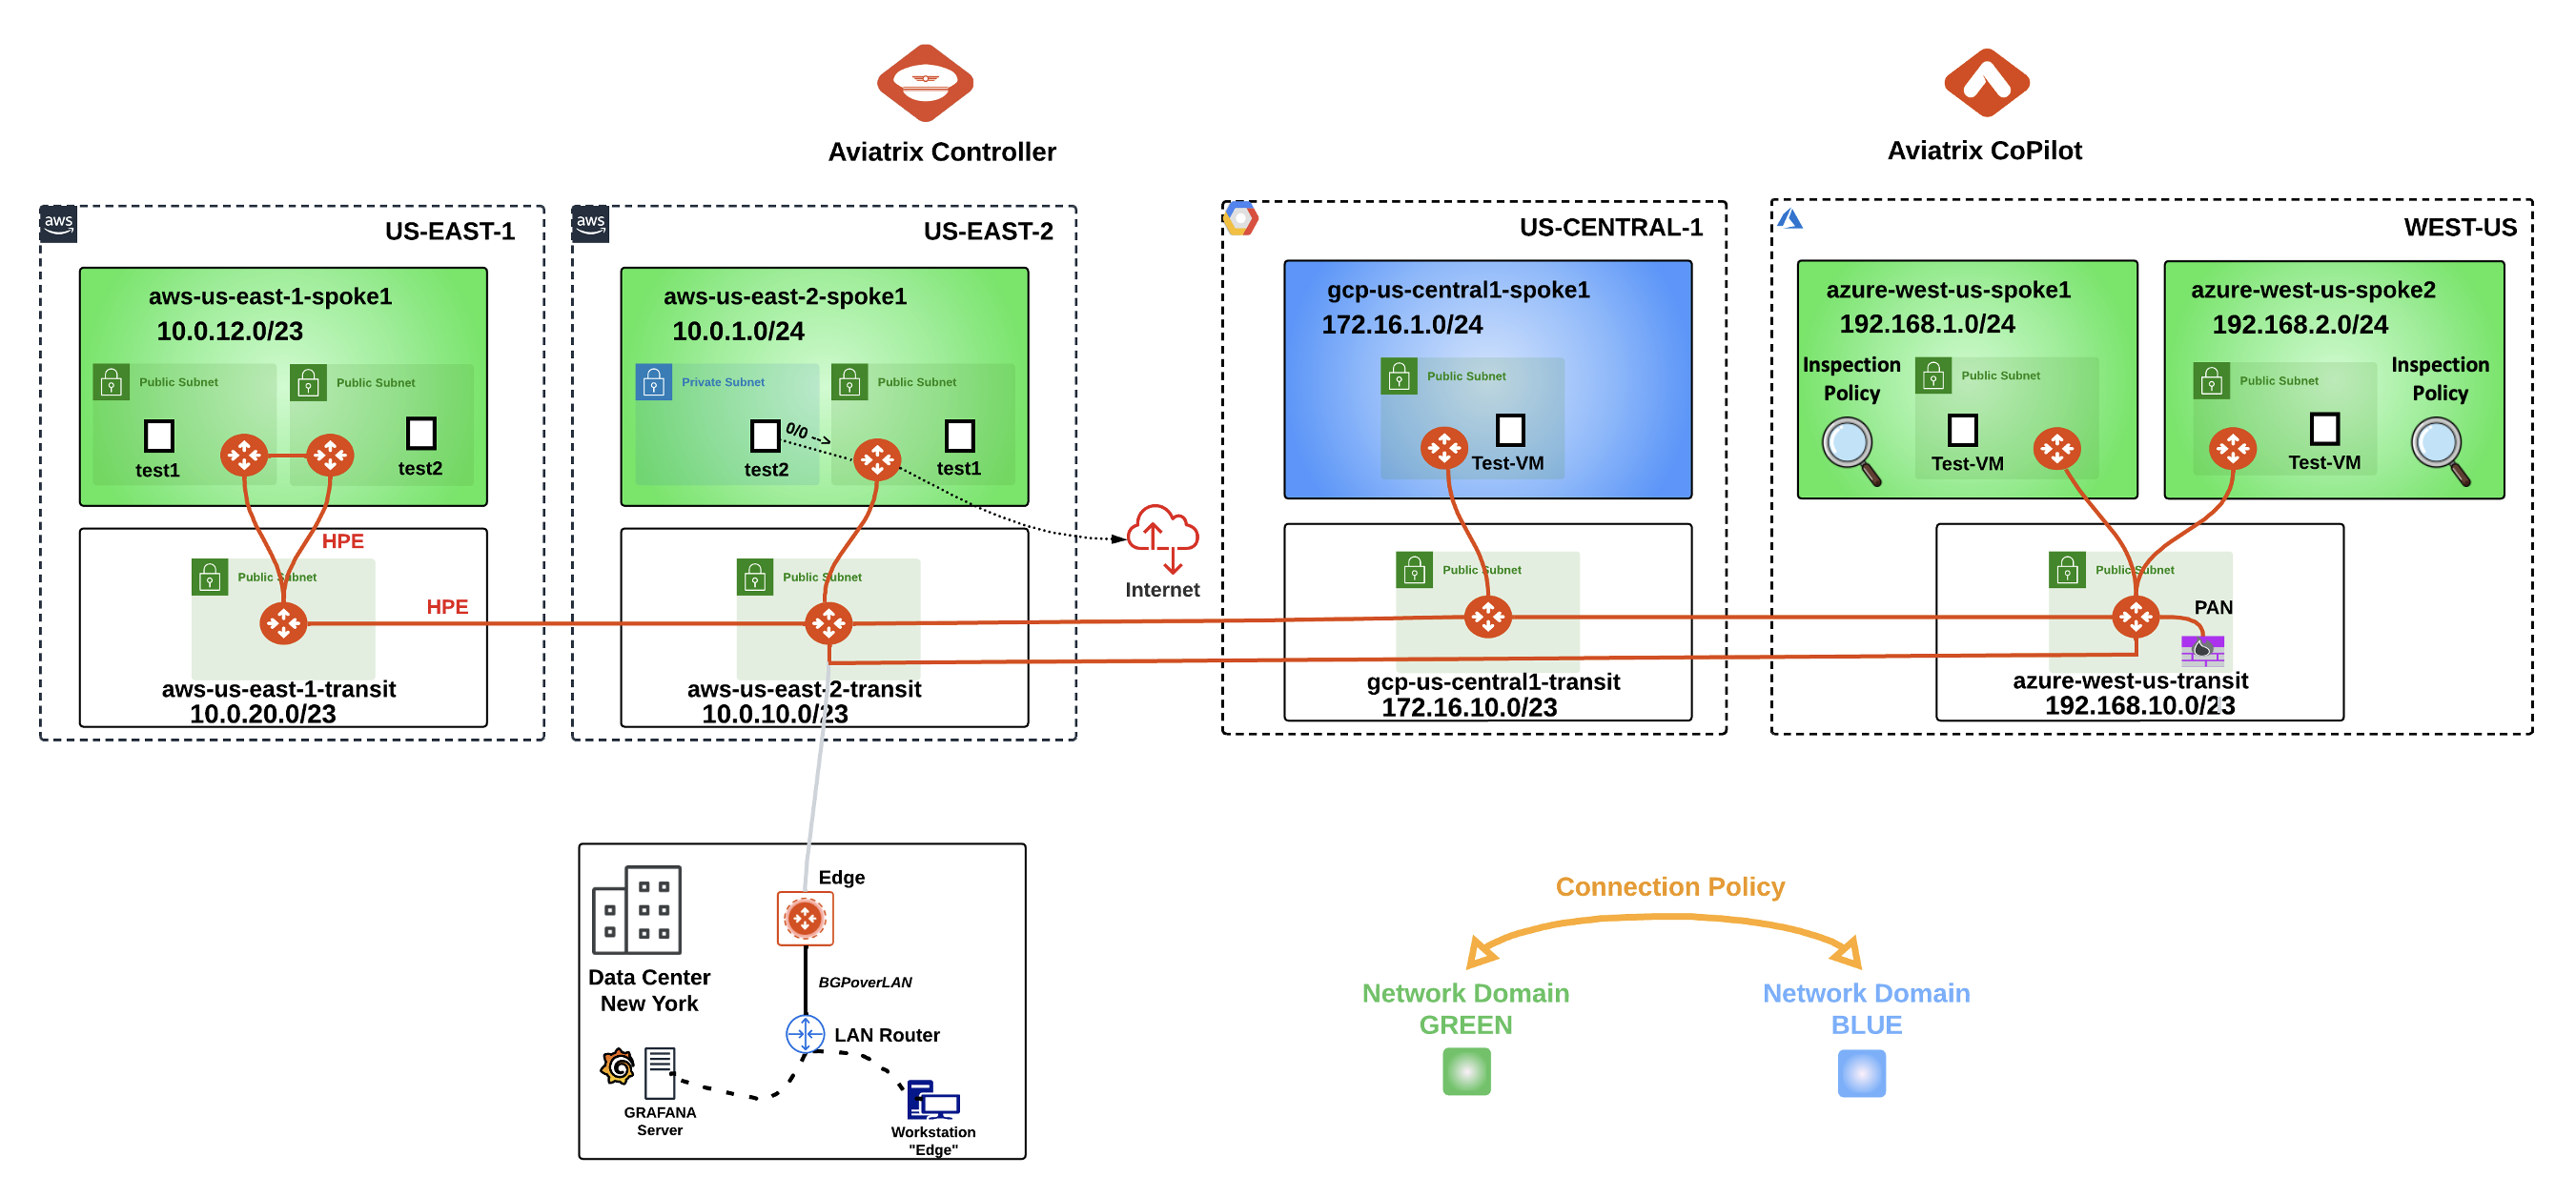 Aviatrix Controller
Aviatrix CoPilot
aws
US-EAST-1
aws-us-east-1-spoke1
10.0.12.0/23
Public Subnet
Public Subnet
test1
test2
HPE
Public Subnet
HPE
aws-us-east-1-transit
10.0.20.0/23
aws
US-EAST-2
aws-us-east-2-spoke1
10.0.1.0/24
Private Subnet
Public Subnet
0/0 -->
test2
test1
Public Subnet
aws-us-east-2-transit
10.0.10.0/23
Internet
US-CENTRAL-1
gcp-us-central1-spoke1
172.16.1.0/24
Public Subnet
Test-VM
Public Subnet
gcp-us-central1-transit
172.16.10.0/23
WEST-US
azure-west-us-spoke1
192.168.1.0/24
Inspection
Policy
Public Subnet
Test-VM
azure-west-us-spoke2
192.168.2.0/24
Public Subnet
Inspection
Policy
Test-VM
Public Subnet
PAN
azure-west-us-transit
192.168.10.0/23
Edge
Data Center
New York
BGPoverLAN
LAN Router
GRAFANA
Server
Workstation
"Edge"
Connection Policy
Network Domain
GREEN
Network Domain
BLUE